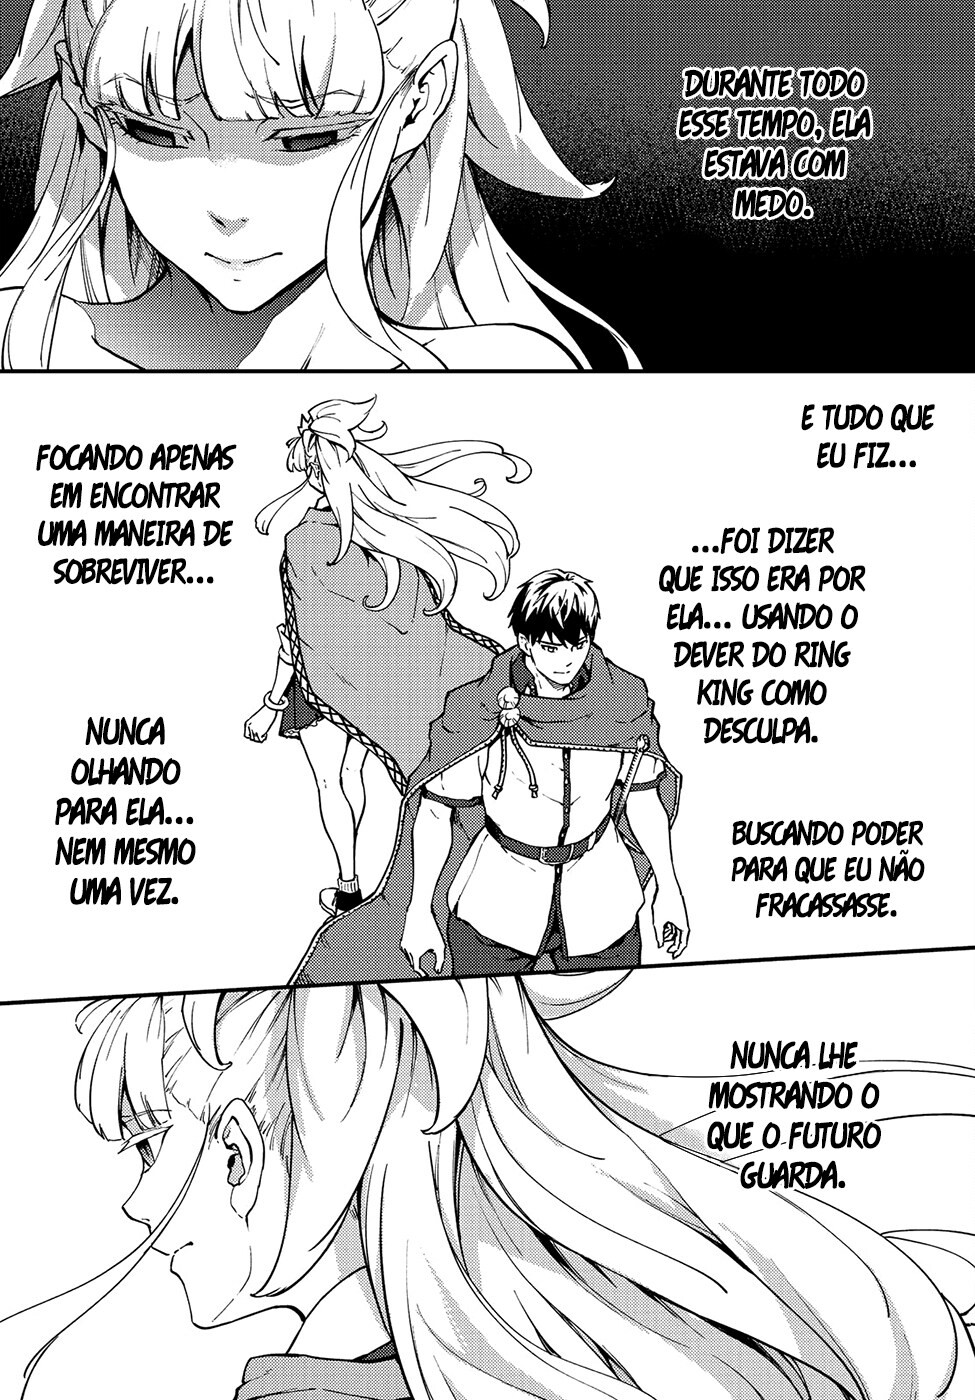 DURANTE TODO
ESSE TEMPO, ELA
ESTAVA COM
MEDO.
E TUDO QUE
EU FIZ...
...FOI DIZER
QUE ISSO ERA POR
ELA... USANDO O
DEVER DO RING
KING COMO
DESCULPA.
BUSCANDO PODER
PARA QUE EU NÃO
FRACASSASSE.
FOCANDO APENAS
EM ENCONTRAR
UMA MANEIRA DE
SOBREVIVER...
NUNCA
OLHANDO
PARA ELA...
NEM MESMO
UMA VEZ.
NUNCA LHE
MOSTRANDO O
QUE O FUTURO
GUARDA.